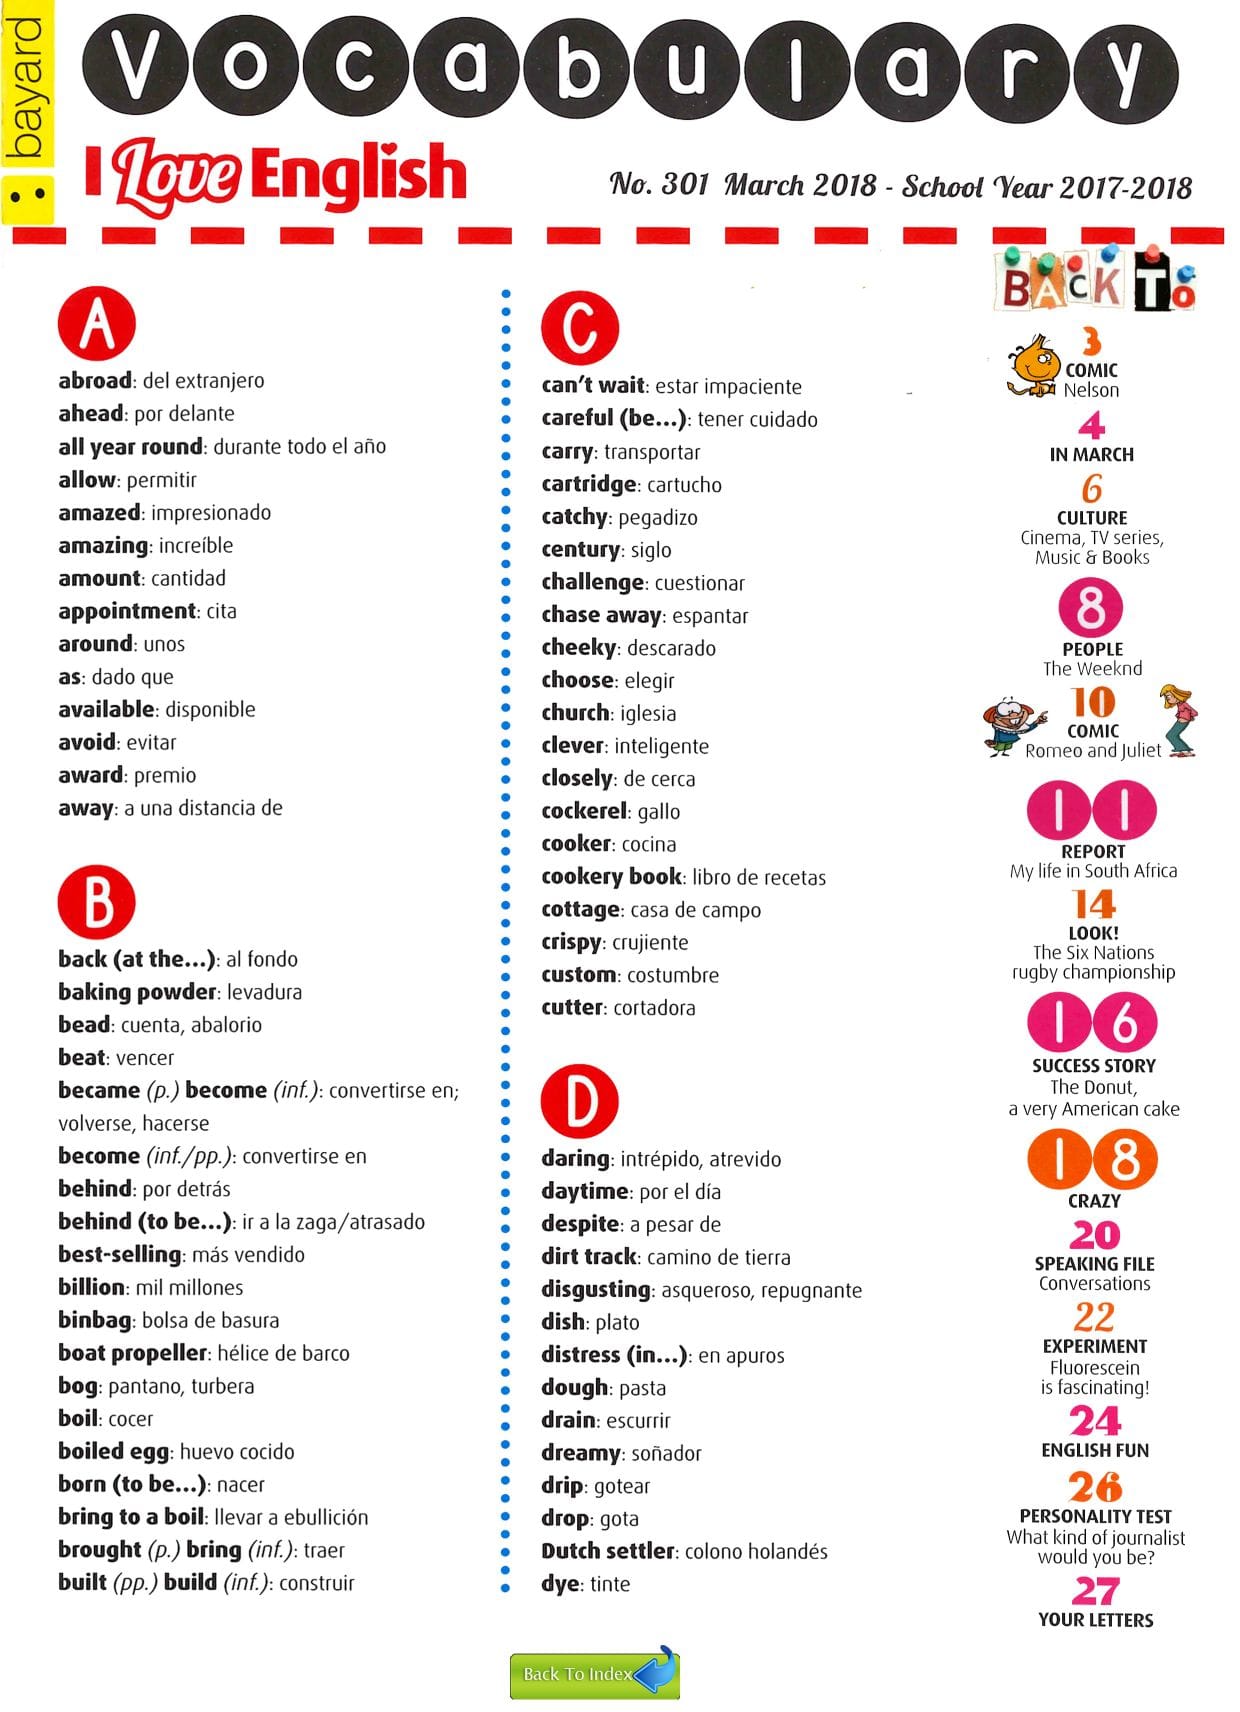 bayard
Vocabulary
I Love English
No. 301 March 2018 - School Year 2017-2018
A
abroad: del extranjero
ahead: por delante
all year round: durante todo el año
allow: permitir
amazed: impresionado
amazing: increíble
amount: cantidad
appointment: cita
around: unos
as: dado que
available: disponible
avoid: evitar
award: premio
away: a una distancia de
B
back (at the...): al fondo
baking powder: levadura
bead: cuenta, abalorio
beat: vencer
became (p.) become (inf.): convertirse en;
volverse, hacerse
become (inf./pp.): convertirse en
behind: por detrás
behind (to be...): ir a la zaga/atrasado
best-selling: más vendido
billion: mil millones
binbag: bolsa de basura
boat propeller: hélice de barco
bog: pantano, turbera
boil: cocer
boiled egg: huevo cocido
born (to be...): nacer
bring to a boil: llevar a ebullición
brought (p.) bring (inf.): traer
built (pp.) build (inf.): construir
C
can't wait: estar impaciente
careful (be...): tener cuidado
carry: transportar
cartridge: cartucho
catchy: pegadizo
century: siglo
challenge: cuestionar
chase away: espantar
cheeky: descarado
choose: elegir
church: iglesia
clever: inteligente
closely: de cerca
cockerel: gallo
cooker: cocina
cookery book: libro de recetas
cottage: casa de campo
crispy: crujiente
custom: costumbre
cutter: cortadora
D
daring: intrépido, atrevido
daytime: por el día
despite: a pesar de
dirt track: camino de tierra
disgusting: asqueroso, repugnante
dish: plato
distress (in...): en apuros
dough: pasta
drain: escurrir
dreamy: soñador
drip: gotear
drop: gota
Dutch settler: colono holandés
dye: tinte
BACK To
3
COMIC
Nelson
4
IN MARCH
6
CULTURE
Cinema, TV series,
Music & Books
8
PEOPLE
The Weeknd
10
COMIC
Romeo and Juliet
11
REPORT
My life in South Africa
14
LOOK!
The Six Nations
rugby championship
16
SUCCESS STORY
The Donut,
a very American cake
18
CRAZY
20
SPEAKING FILE
Conversations
22
EXPERIMENT
Fluorescein
is fascinating!
24
ENGLISH FUN
26
PERSONALITY TEST
What kind of journalist
would you be?
27
YOUR LETTERS
Back To Index